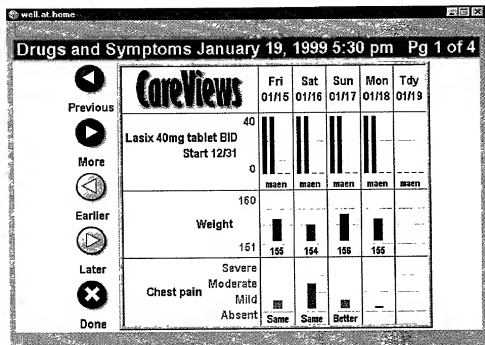 well.at.home
Drugs and Symptoms January 19, 1999 5:30 pm Pg 1 of 4
Previous
More
Earlier
Later
Done
CareViews
Fri Sat Sun Mon Tdy
01/15 01/16 01/17 01/18 01/19
Lasix 40mg tablet BID
Start 12/31
40
0
maen maen maen maen maen
Weight
160
151
155 154 156 155
Chest pain
Severe
Moderate
Mild
Absent
Same Same Better